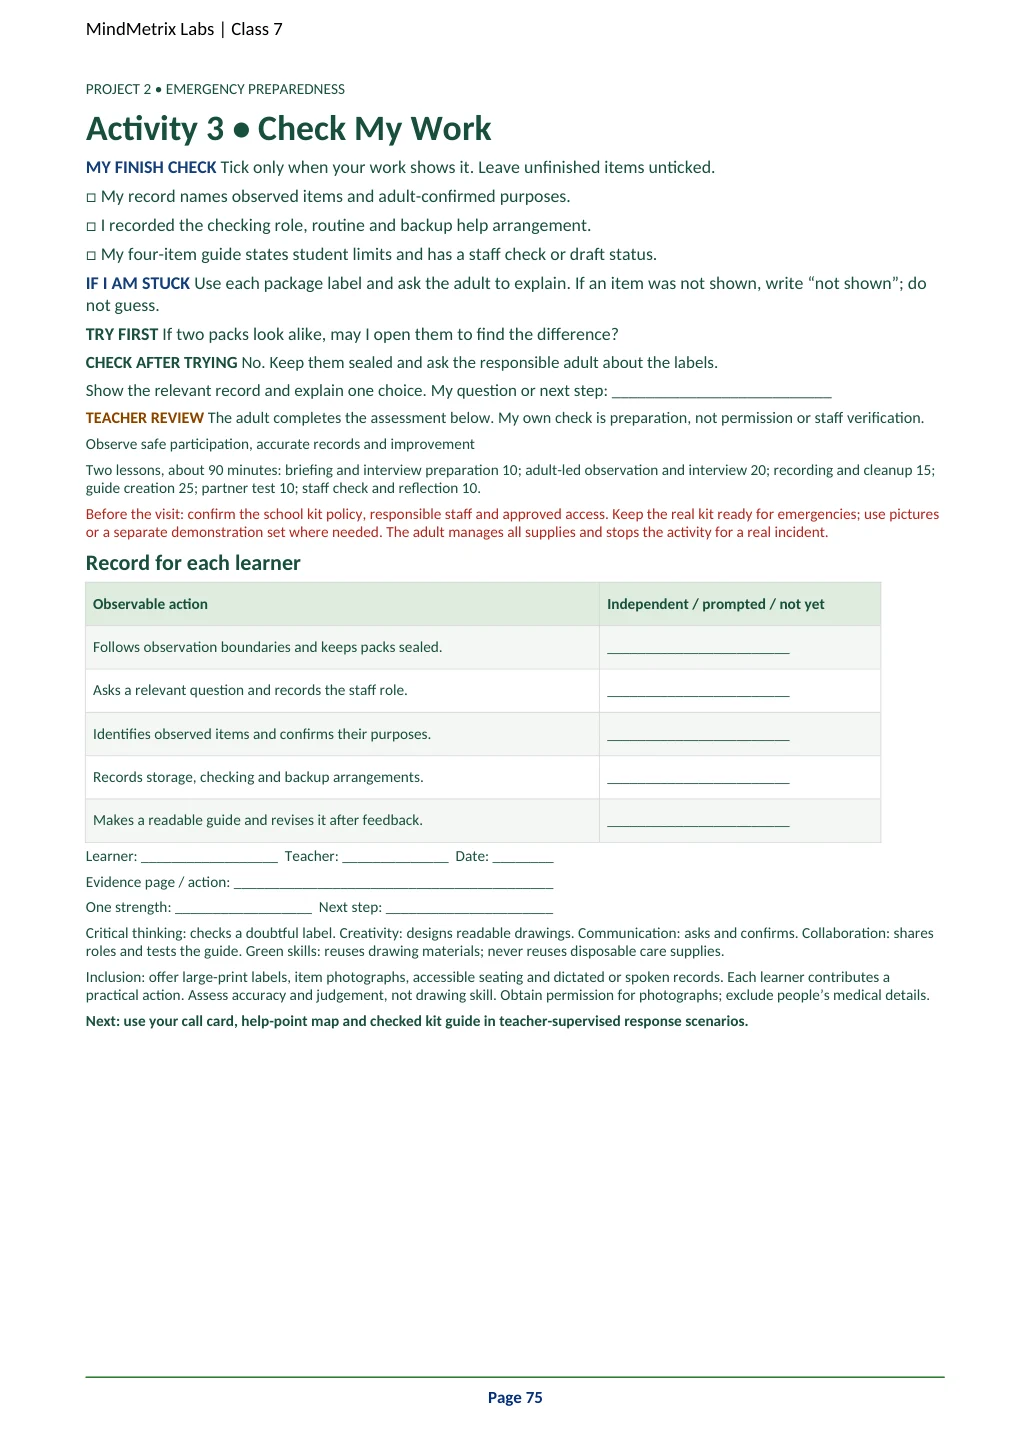 MindMetrix Labs | Class 7
PROJECT 2 ● EMERGENCY PREPAREDNESS
Activity 3 ● Check My Work
MY FINISH CHECK Tick only when your work shows it. Leave unfinished items unticked.
□ My record names observed items and adult-confirmed purposes.
□ I recorded the checking role, routine and backup help arrangement.
□ My four-item guide states student limits and has a staff check or draft status.
IF I AM STUCK Use each package label and ask the adult to explain. If an item was not shown, write “not shown”; do
not guess.
TRY FIRST If two packs look alike, may I open them to find the difference?
CHECK AFTER TRYING No. Keep them sealed and ask the responsible adult about the labels.
Show the relevant record and explain one choice. My question or next step: __________________________
TEACHER REVIEW The adult completes the assessment below. My own check is preparation, not permission or staff verification.
Observe safe participation, accurate records and improvement
Two lessons, about 90 minutes: briefing and interview preparation 10; adult-led observation and interview 20; recording and cleanup 15;
guide creation 25; partner test 10; staff check and reflection 10.
Before the visit: confirm the school kit policy, responsible staff and approved access. Keep the real kit ready for emergencies; use pictures
or a separate demonstration set where needed. The adult manages all supplies and stops the activity for a real incident.
Record for each learner
Observable action Independent / prompted / not yet
Follows observation boundaries and keeps packs sealed. ________________________
Asks a relevant question and records the staff role. ________________________
Identifies observed items and confirms their purposes. ________________________
Records storage, checking and backup arrangements. ________________________
Makes a readable guide and revises it after feedback. ________________________
Learner: __________________ Teacher: ______________ Date: ________
Evidence page / action: __________________________________________
One strength: __________________ Next step: ______________________
Critical thinking: checks a doubtful label. Creativity: designs readable drawings. Communication: asks and confirms. Collaboration: shares
roles and tests the guide. Green skills: reuses drawing materials; never reuses disposable care supplies.
Inclusion: offer large-print labels, item photographs, accessible seating and dictated or spoken records. Each learner contributes a
practical action. Assess accuracy and judgement, not drawing skill. Obtain permission for photographs; exclude people’s medical details.
Next: use your call card, help-point map and checked kit guide in teacher-supervised response scenarios.
Page 75